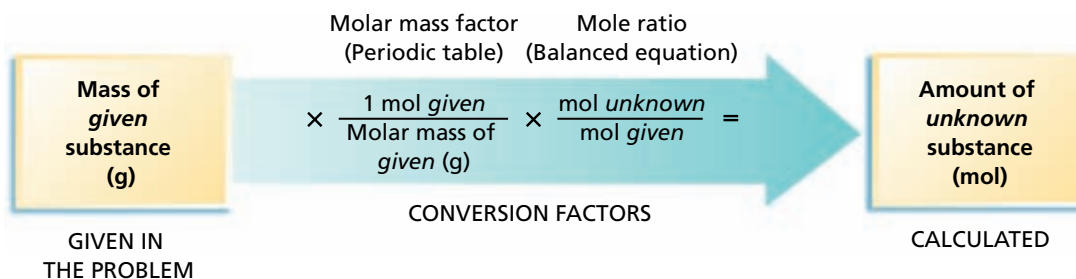 Molar mass factor Mole ratio
(Periodic table) (Balanced equation)
Mass of
given
substance
(g)
× 1 mol given × mol unknown =
Molar mass of mol given
given (g)
Amount of
unknown
substance
(mol)
CONVERSION FACTORS
GIVEN IN
THE PROBLEM
CALCULATED